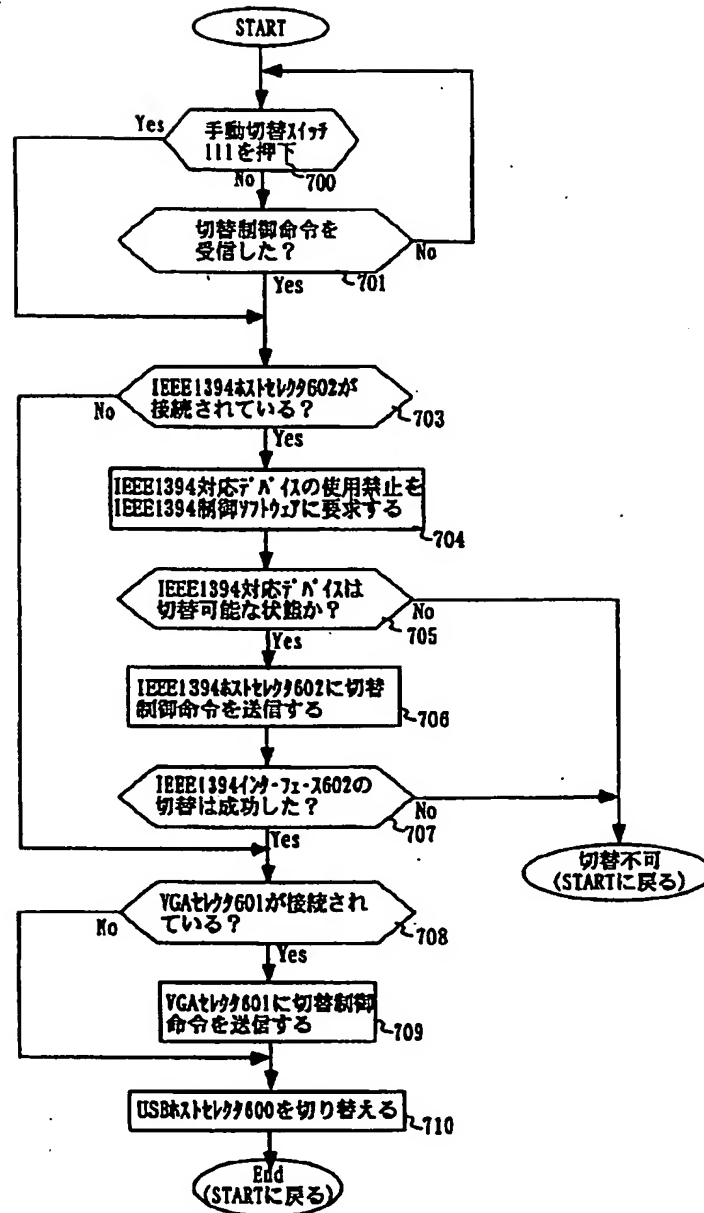 START
Yes
手動切替スイッチ
111を押下
700
No
切替制御命令を
受信した？
No
701
Yes
IEEE1394ホストセレクタ602が
接続されている？
No
703
Yes
IEEE1394対応デバイスの使用禁止を
IEEE1394制御ソフトウェアに要求する
704
IEEE1394対応デバイスは
切替可能な状態か？
No
705
Yes
IEEE1394ホストセレクタ602に切替
制御命令を送信する
706
IEEE1394インターフェース602の
切替は成功した？
No
707
Yes
切替不可
(STARTに戻る)
VGAセレクタ601が接続され
ている？
No
708
Yes
VGAセレクタ601に切替制御
命令を送信する
709
USBホストセレクタ600を切り替える
710
End
(STARTに戻る)